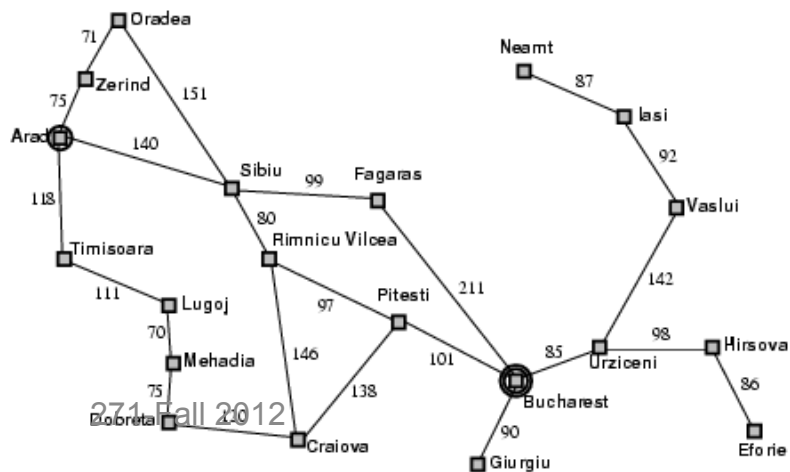 Oradea
71
Neamt
87
Zerind
151
75
Iasi
Arad
140
92
Sibiu
Fagaras
99
118
Vaslui
80
Timisoara
Rimnicu Vilcea
142
111
211
Lugoj
97
Pitesti
70
98
Hirsova
146
85
Urziceni
Mehadia
101
138
86
75
Bucharest
271-Fall 2012
Dobreta
120
90
Craiova
Eforie
Giurgiu